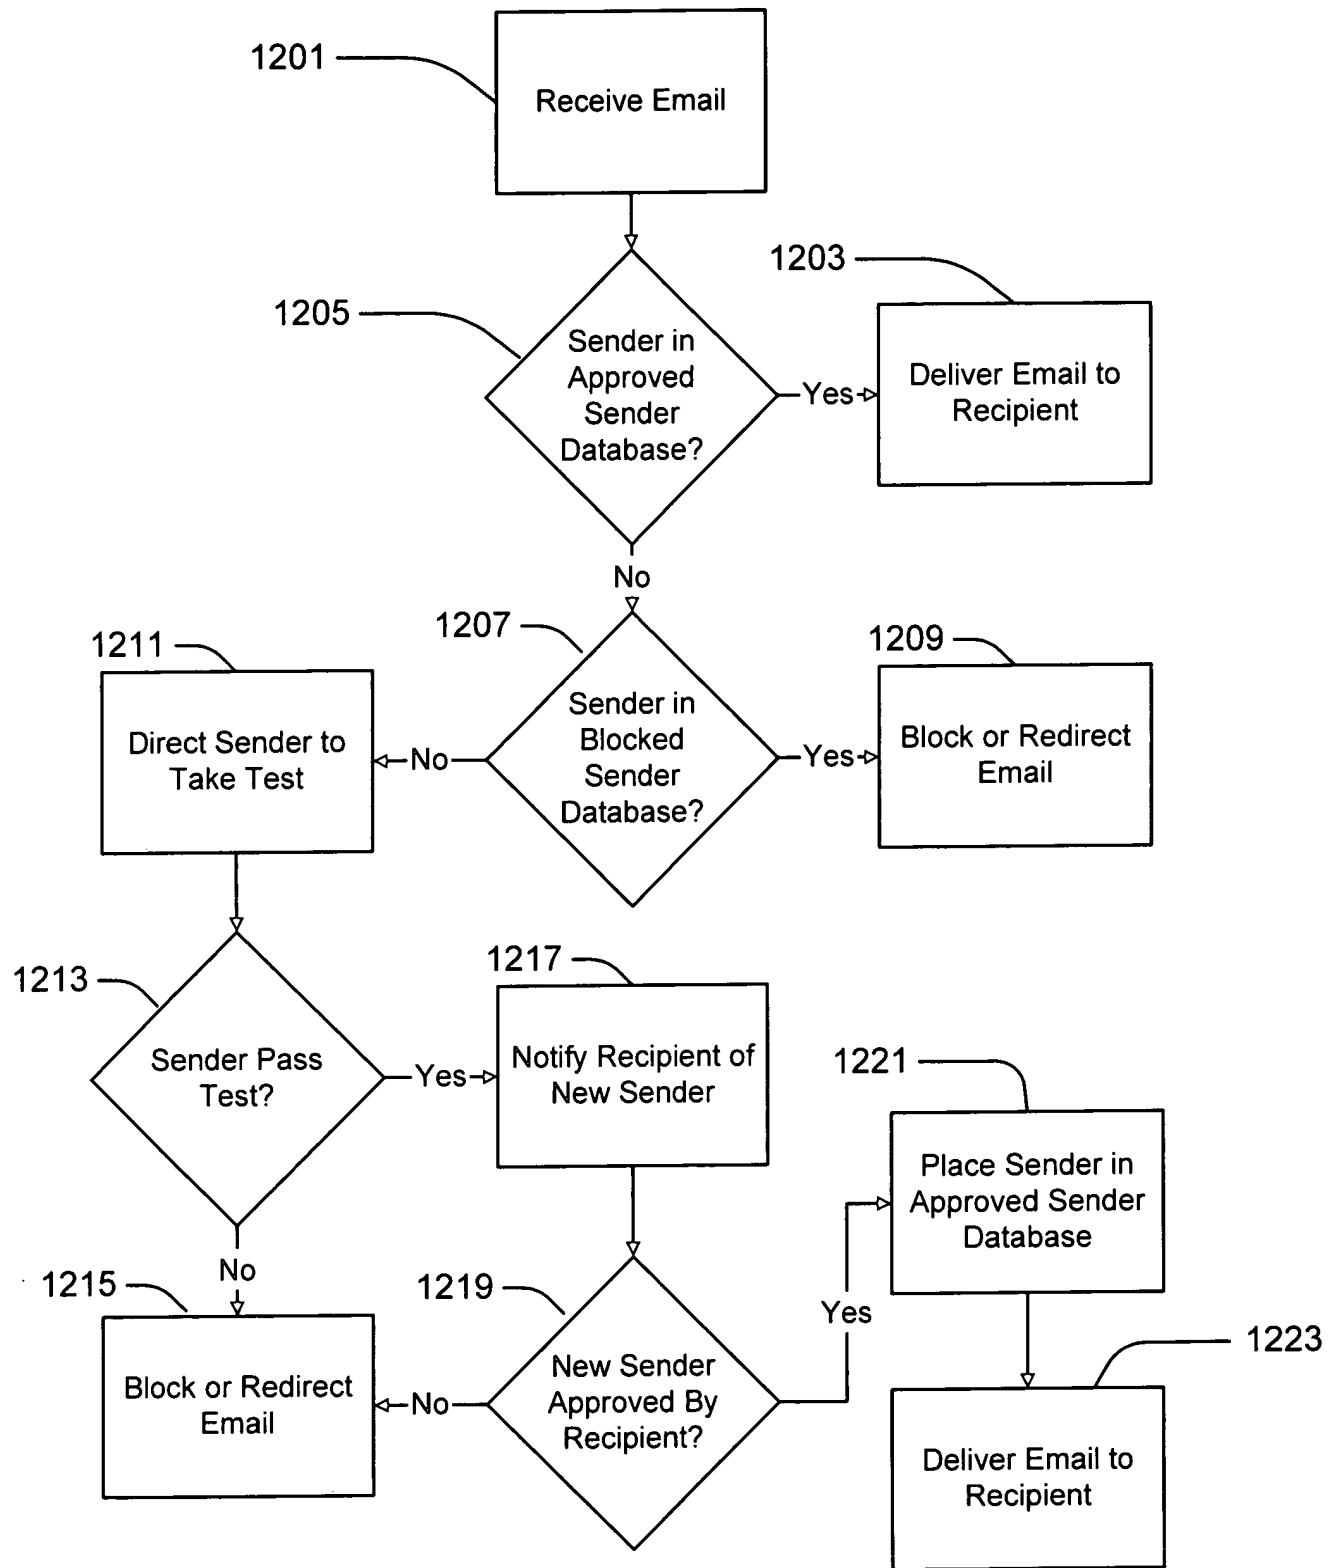 1201
Receive Email
1203
1205
Sender in
Approved
Sender
Database?
Yes
Deliver Email to
Recipient
No
1207
1209
1211
Direct Sender to
Take Test
No
Sender in
Blocked
Sender
Database?
Yes
Block or Redirect
Email
1213
1217
Sender Pass
Test?
Yes
Notify Recipient of
New Sender
1221
Place Sender in
Approved Sender
Database
No
1215
1219
Yes
1223
Block or Redirect
Email
No
New Sender
Approved By
Recipient?
Deliver Email to
Recipient